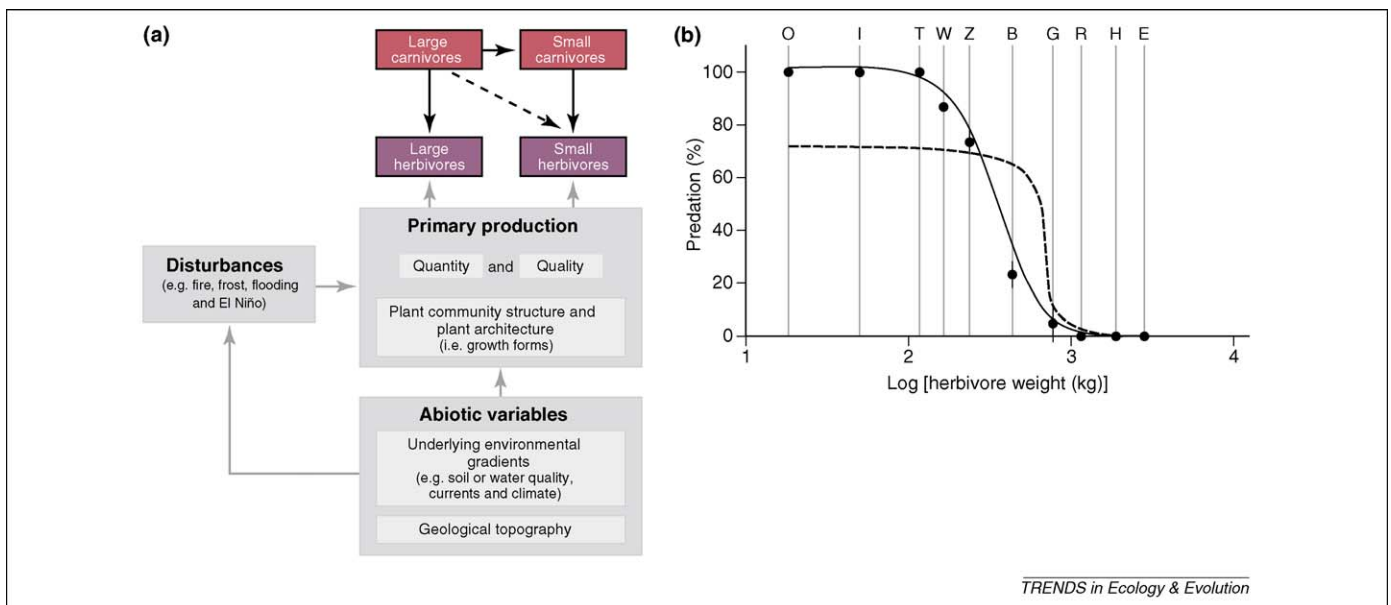 (a)
Large
carnivores
Small
carnivores
Large
herbivores
Small
herbivores
Primary production
Quantity and Quality
Plant community structure and
plant architecture
(i.e. growth forms)
Disturbances
(e.g. fire, frost, flooding
and El Niño)
Abiotic variables
Underlying environmental
gradients
(e.g. soil or water quality,
currents and climate)
Geological topography
(b)
O I T W Z B G R H E
100
80
60
40
20
0
Predation (%)
1 2 3 4
Log [herbivore weight (kg)]
TRENDS in Ecology & Evolution